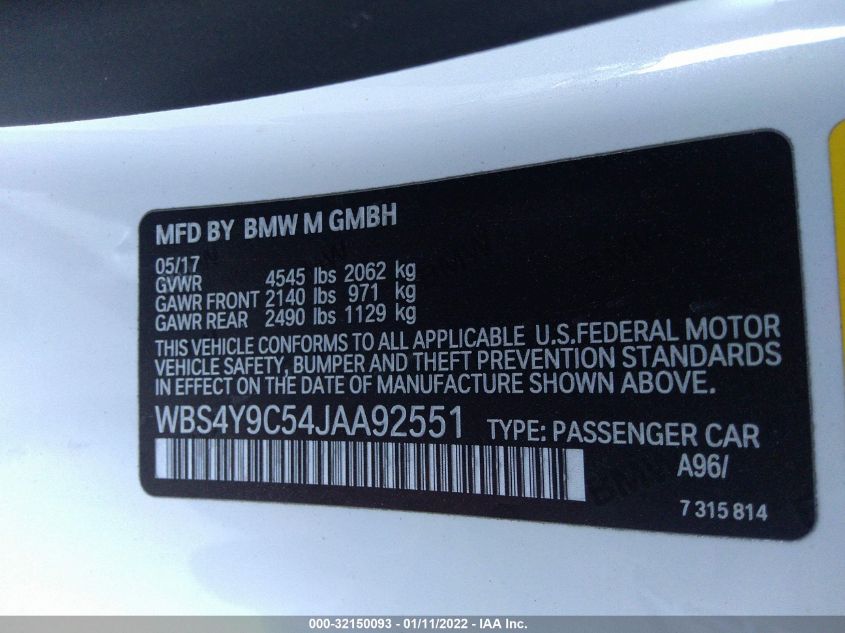 MFD BY BMW M GMBH
05/17
GVWR 4545 lbs 2062 kg
GAWR FRONT 2140 lbs 971 kg
GAWR REAR 2490 lbs 1129 kg
THIS VEHICLE CONFORMS TO ALL APPLICABLE U.S.FEDERAL MOTOR
VEHICLE SAFETY, BUMPER AND THEFT PREVENTION STANDARDS
IN EFFECT ON THE DATE OF MANUFACTURE SHOWN ABOVE.
WBS4Y9C54JAA92551 TYPE: PASSENGER CAR
A96/
7 315 814
BMW
000-32150093 - 01/11/2022 - IAA Inc.